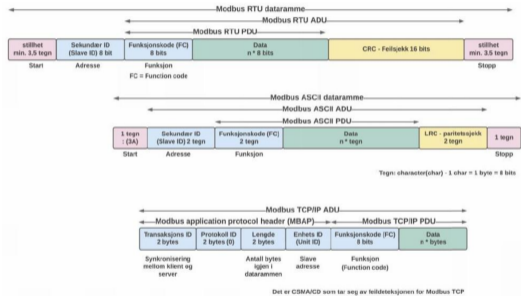 Modbus RTU dataramme
Modbus RTU ADU
Modbus RTU PDU
stillhet
min. 3.5 tegn
Sekundær ID
(Slave ID) 8 bit
Funksjonskode (FC)
8 bits
Data
n * 8 bits
CRC - Feilsjekk 16 bits
stillhet
min. 3.5 tegn
Start
Adresse
Funksjon
Stopp
FC = Function code
Modbus ASCII dataramme
Modbus ASCII ADU
Modbus ASCII PDU
1 tegn
: (3A)
Sekundær ID
(Slave ID) 2 tegn
Funksjonskode (FC)
2 tegn
Data
n * tegn
LRC - paritetssjekk
2 tegn
1 tegn
Start
Adresse
Funksjon
Stopp
Tegn: character(char) - 1 char = 1 byte = 8 bits
Modbus TCP/IP ADU
Modbus application protocol header (MBAP)
Modbus TCP/IP PDU
Transaksjons ID
2 bytes
Protokoll ID
2 bytes (0)
Lengde
2 bytes
Enhets ID
(Unit ID)
Funksjonskode (FC)
8 bits
Data
n * bytes
Synkronisering
mellom klient eg
server
Antall bytes
igjen i
datarammen
Slave
adresse
Funksjon
(Function code)
Det er CSMA/CD som tar seg av feildeteksjonen for Modbus TCP